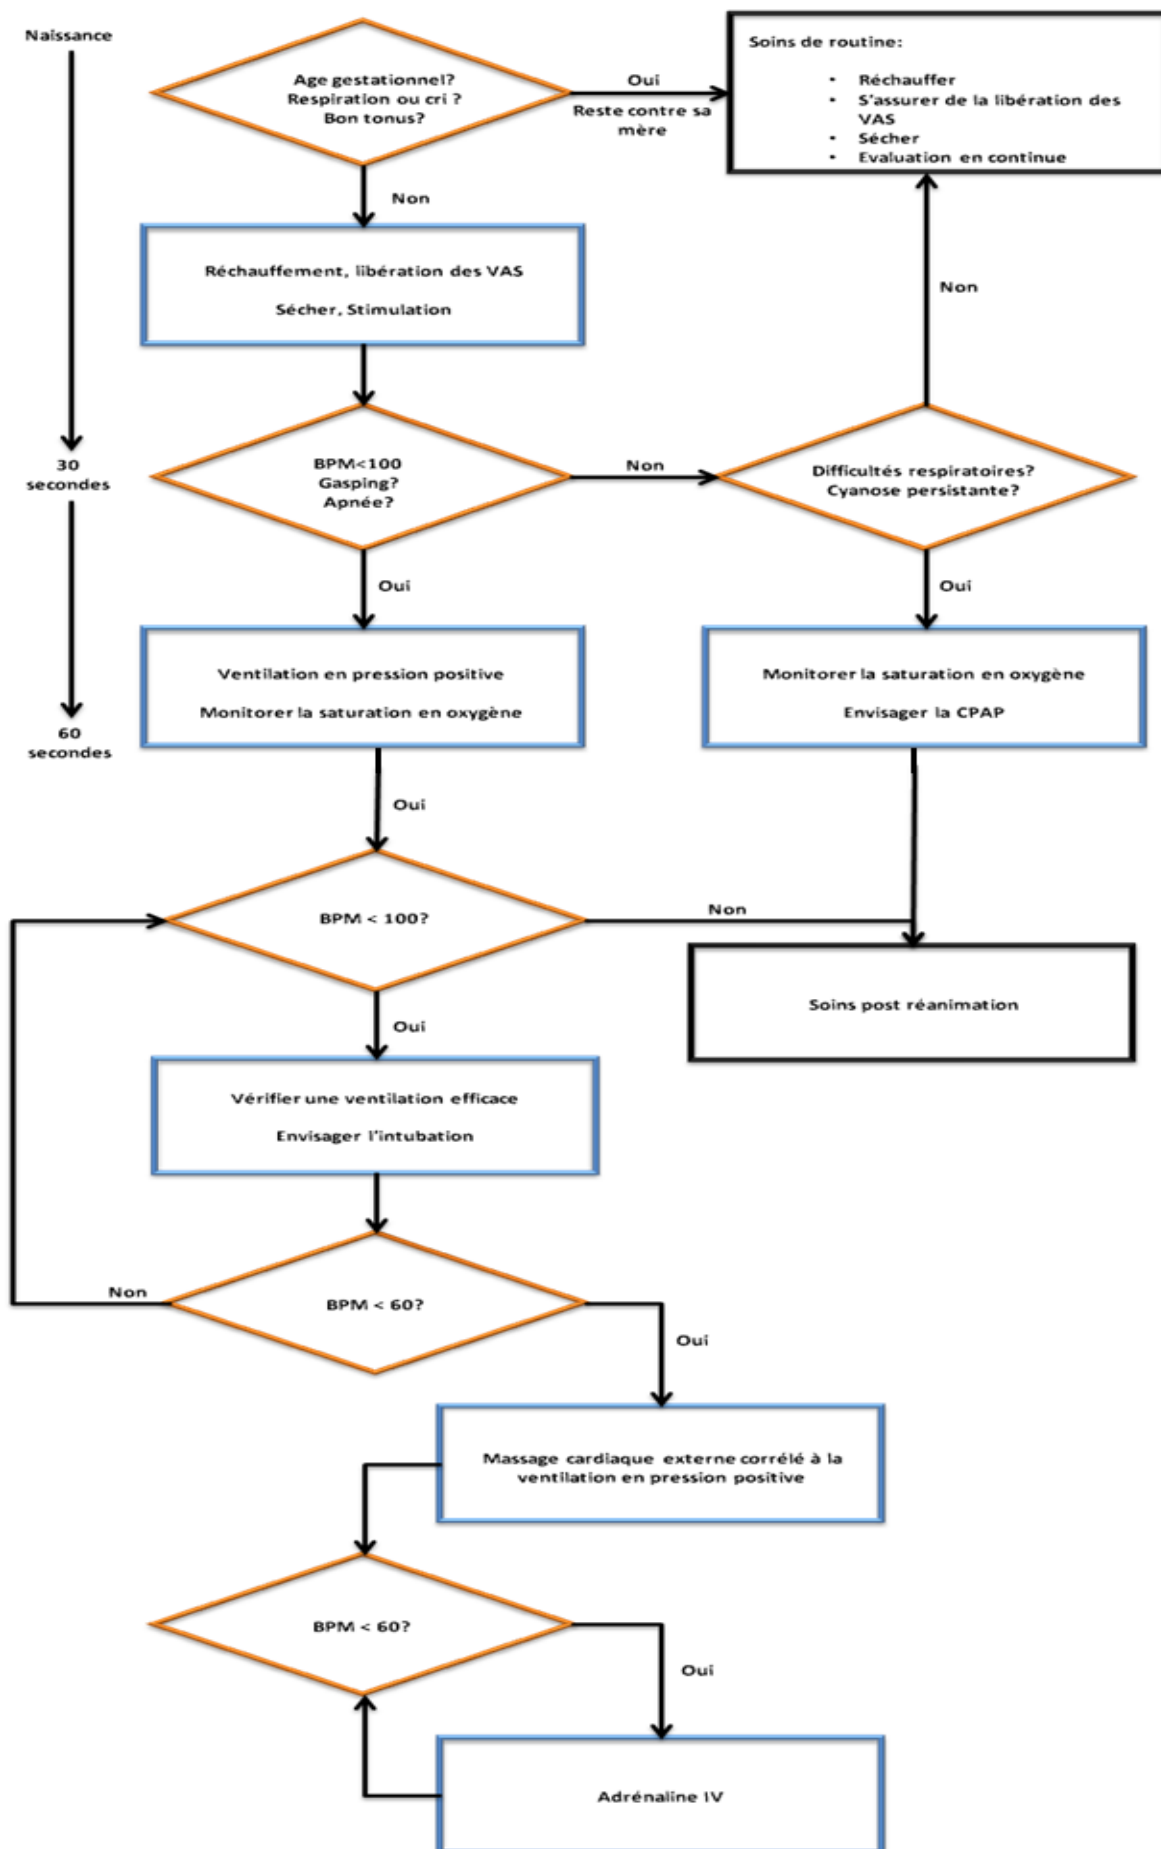 Naissance
Age gestationnel?
Respiration ou cri ?
Bon tonus?
Oui
Reste contre sa
mère
Soins de routine:
• Réchauffer
• S'assurer de la libération des
VAS
• Sécher
• Evaluation en continue
Non
Réchauffement, libération des VAS
Sécher, Stimulation
Non
30
secondes
BPM<100
Gasping?
Apnée?
Non
Difficultés respiratoires?
Cyanose persistante?
Oui
Oui
Ventilation en pression positive
Monitorer la saturation en oxygène
Monitorer la saturation en oxygène
Envisager la CPAP
60
secondes
Oui
BPM < 100?
Non
Oui
Soins post réanimation
Vérifier une ventilation efficace
Envisager l'intubation
Non
BPM < 60?
Oui
Massage cardiaque externe corrélé à la
ventilation en pression positive
BPM < 60?
Oui
Adrénaline IV